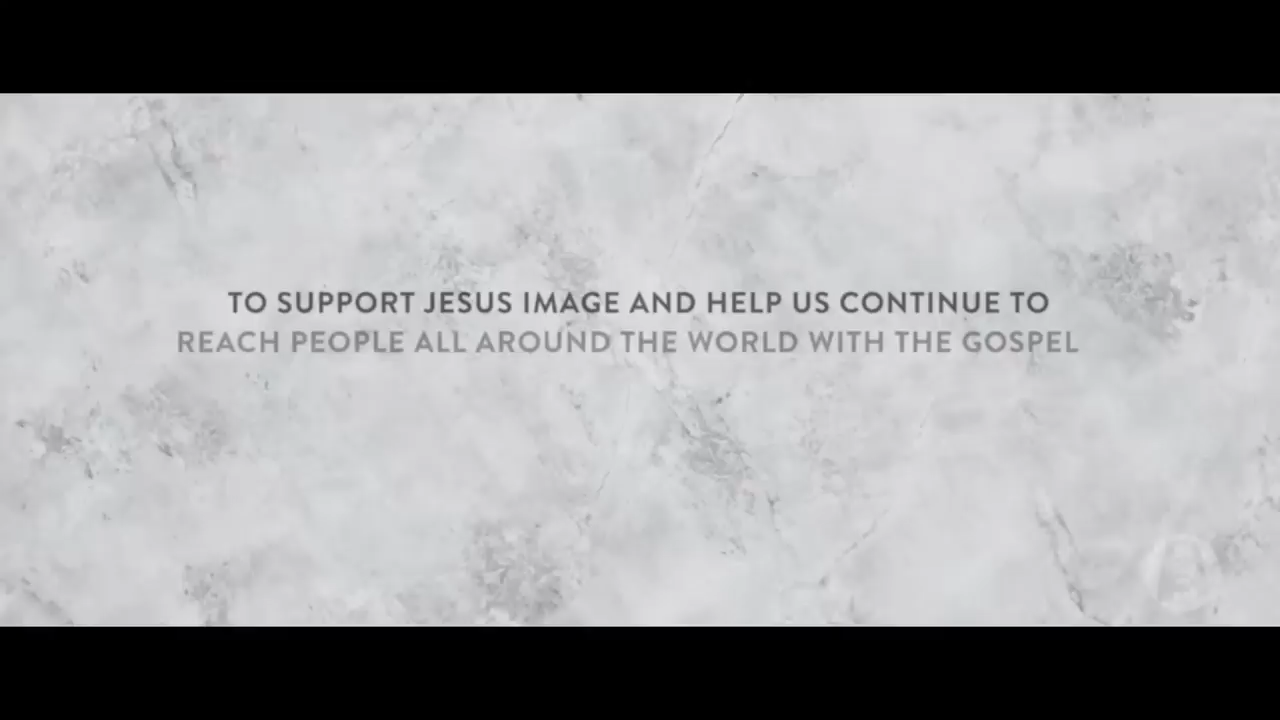 TO SUPPORT JESUS IMAGE AND HELP US CONTINUE TO
REACH PEOPLE ALL AROUND THE WORLD WITH THE GOSPEL